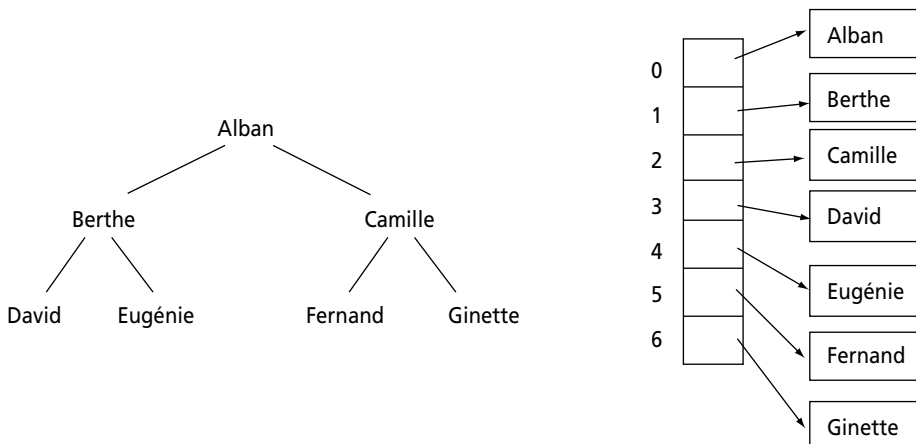 Alban
Berthe
Camille
David
Eugénie
Fernand
Ginette
0
Alban
1
Berthe
2
Camille
3
David
4
Eugénie
5
Fernand
6
Ginette